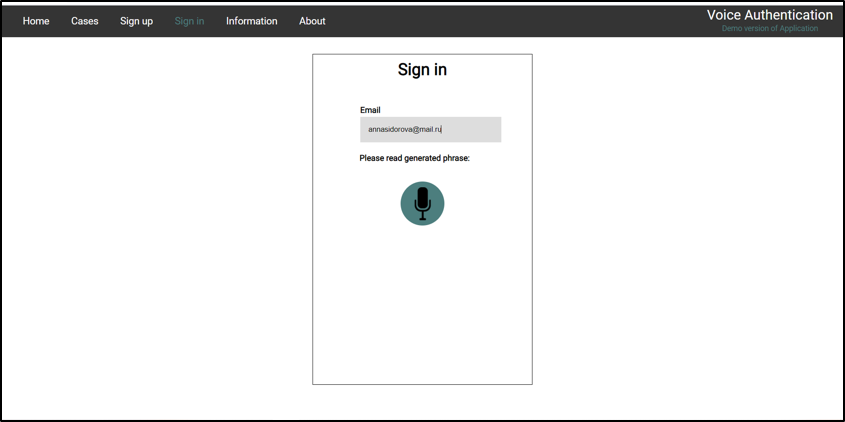 Home Cases Sign up Sign in Information About
Voice Authentication
Demo version of Application
Sign in
Email
annasidorova@mail.ru
Please read generated phrase: